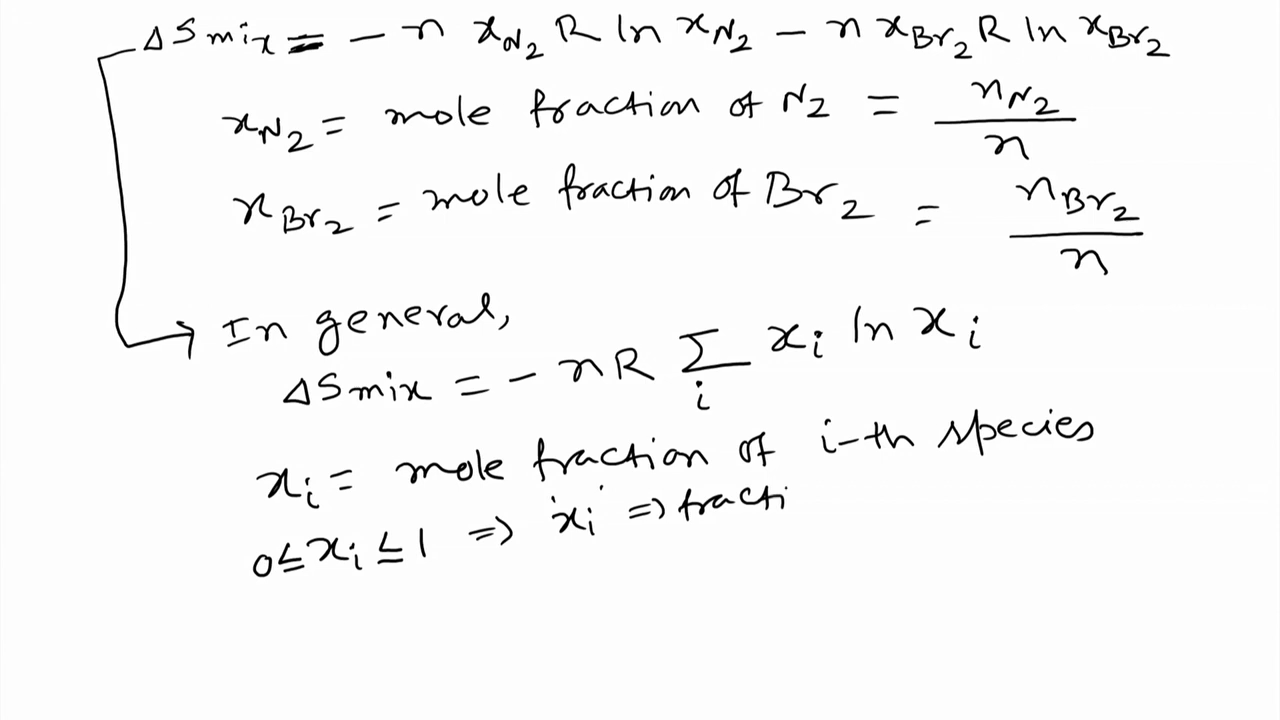 ΔSmix = - n x_N2 R ln x_N2 - n x_Br2 R ln x_Br2
x_N2 = mole fraction of N2 = n_N2 / n
x_Br2 = mole fraction of Br2 = n_Br2 / n
In general,
ΔSmix = - nR Σ_i x_i ln x_i
x_i = mole fraction of i-th species
0 ≤ x_i ≤ 1 ⇒ 'x_i' ⇒ fracti